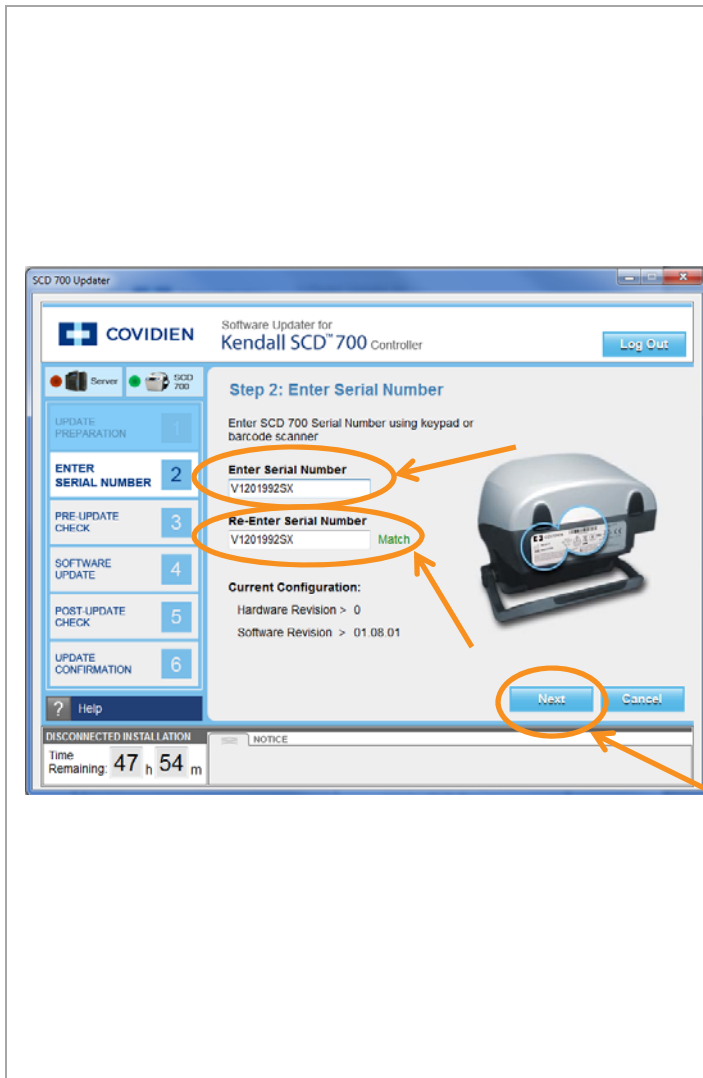 SCD 700 Updater
COVIDIEN
Software Updater for
Kendall SCD™ 700 Controller
Log Out
Server
SCD 700
UPDATE PREPARATION 1
ENTER SERIAL NUMBER 2
PRE-UPDATE CHECK 3
SOFTWARE UPDATE 4
POST-UPDATE CHECK 5
UPDATE CONFIRMATION 6
? Help
Step 2: Enter Serial Number
Enter SCD 700 Serial Number using keypad or
barcode scanner
Enter Serial Number
V1201992SX
Re-Enter Serial Number
V1201992SX Match
Current Configuration:
Hardware Revision > 0
Software Revision > 01.08.01
COVIDIEN
Next
Cancel
DISCONNECTED INSTALLATION
Time
Remaining: 47 h 54 m
NOTICE